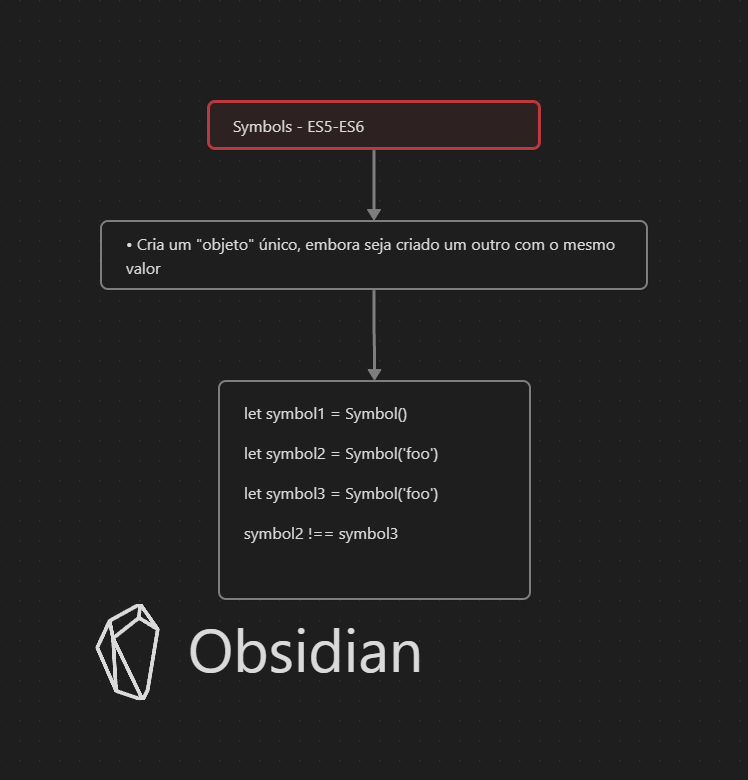 Symbols - ES5-ES6
• Cria um "objeto" único, embora seja criado um outro com o mesmo
valor
let symbol1 = Symbol()
let symbol2 = Symbol('foo')
let symbol3 = Symbol('foo')
symbol2 !== symbol3
Obsidian